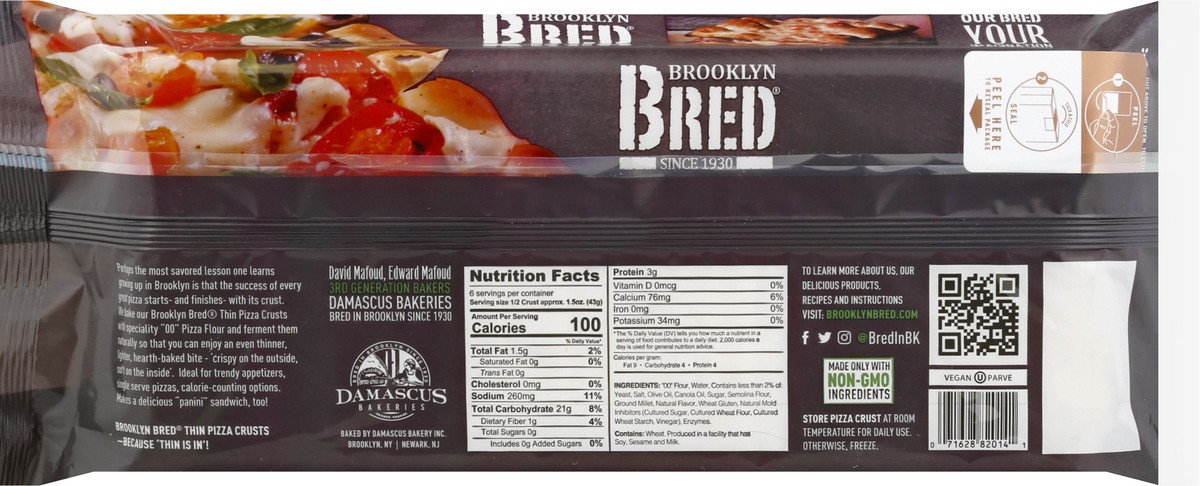 BROOKLYN
BRED®
OUR BRED
YOUR
IMAGINATION
BROOKLYN
BRED®
SINCE 1930
PEEL HERE
TO RESEAL PACKAGE
2
SEAL
1
PEEL
Perhaps the most savored lesson one learns
growing up in Brooklyn is that the success of every
great pizza starts- and finishes- with its crust.
We bake our Brooklyn Bred® Thin Pizza Crusts
with speciality "00" Pizza Flour and ferment them
naturally so that you can enjoy an even thinner,
lighter, hearth-baked bite - 'crispy on the outside,
soft on the inside'. Ideal for trendy appetizers,
single serve pizzas, calorie-counting options.
Makes a delicious "panini" sandwich, too!
BROOKLYN BRED® THIN PIZZA CRUSTS
—BECAUSE 'THIN IS IN'!
David Mafoud, Edward Mafoud
3RD GENERATION BAKERS
DAMASCUS BAKERIES
BRED IN BROOKLYN SINCE 1930
DAMASCUS
BAKERIES
BAKED BY DAMASCUS BAKERY INC.
BROOKLYN, NY | NEWARK, NJ
Nutrition Facts
6 servings per container
Serving size 1/2 Crust approx. 1.5oz. (43g)
Amount Per Serving
Calories 100
% Daily Value*
Total Fat 1.5g 2%
Saturated Fat 0g 0%
Trans Fat 0g
Cholesterol 0mg 0%
Sodium 260mg 11%
Total Carbohydrate 21g 8%
Dietary Fiber 1g 4%
Total Sugars 0g
Includes 0g Added Sugars 0%
Protein 3g
Vitamin D 0mcg 0%
Calcium 76mg 6%
Iron 0mg 0%
Potassium 34mg 0%
*The % Daily Value (DV) tells you how much a nutrient in a
serving of food contributes to a daily diet. 2,000 calories a
day is used for general nutrition advice.
Calories per gram:
Fat 9 • Carbohydrate 4 • Protein 4
INGREDIENTS: "00" Flour, Water, Contains less than 2% of:
Yeast, Salt, Olive Oil, Canola Oil, Sugar, Semolina Flour,
Ground Millet, Natural Flavor, Wheat Gluten, Natural Mold
Inhibitors (Cultured Sugar, Cultured Wheat Flour, Cultured
Wheat Starch, Vinegar), Enzymes.
Contains: Wheat. Produced in a facility that has
Soy, Sesame and Milk.
TO LEARN MORE ABOUT US, OUR
DELICIOUS PRODUCTS,
RECIPES AND INSTRUCTIONS
VISIT: BROOKLYNBRED.COM
@BredInBK
MADE ONLY WITH
NON-GMO
INGREDIENTS
STORE PIZZA CRUST AT ROOM
TEMPERATURE FOR DAILY USE.
OTHERWISE, FREEZE.
VEGAN U PARVE
0 71628 82014 1